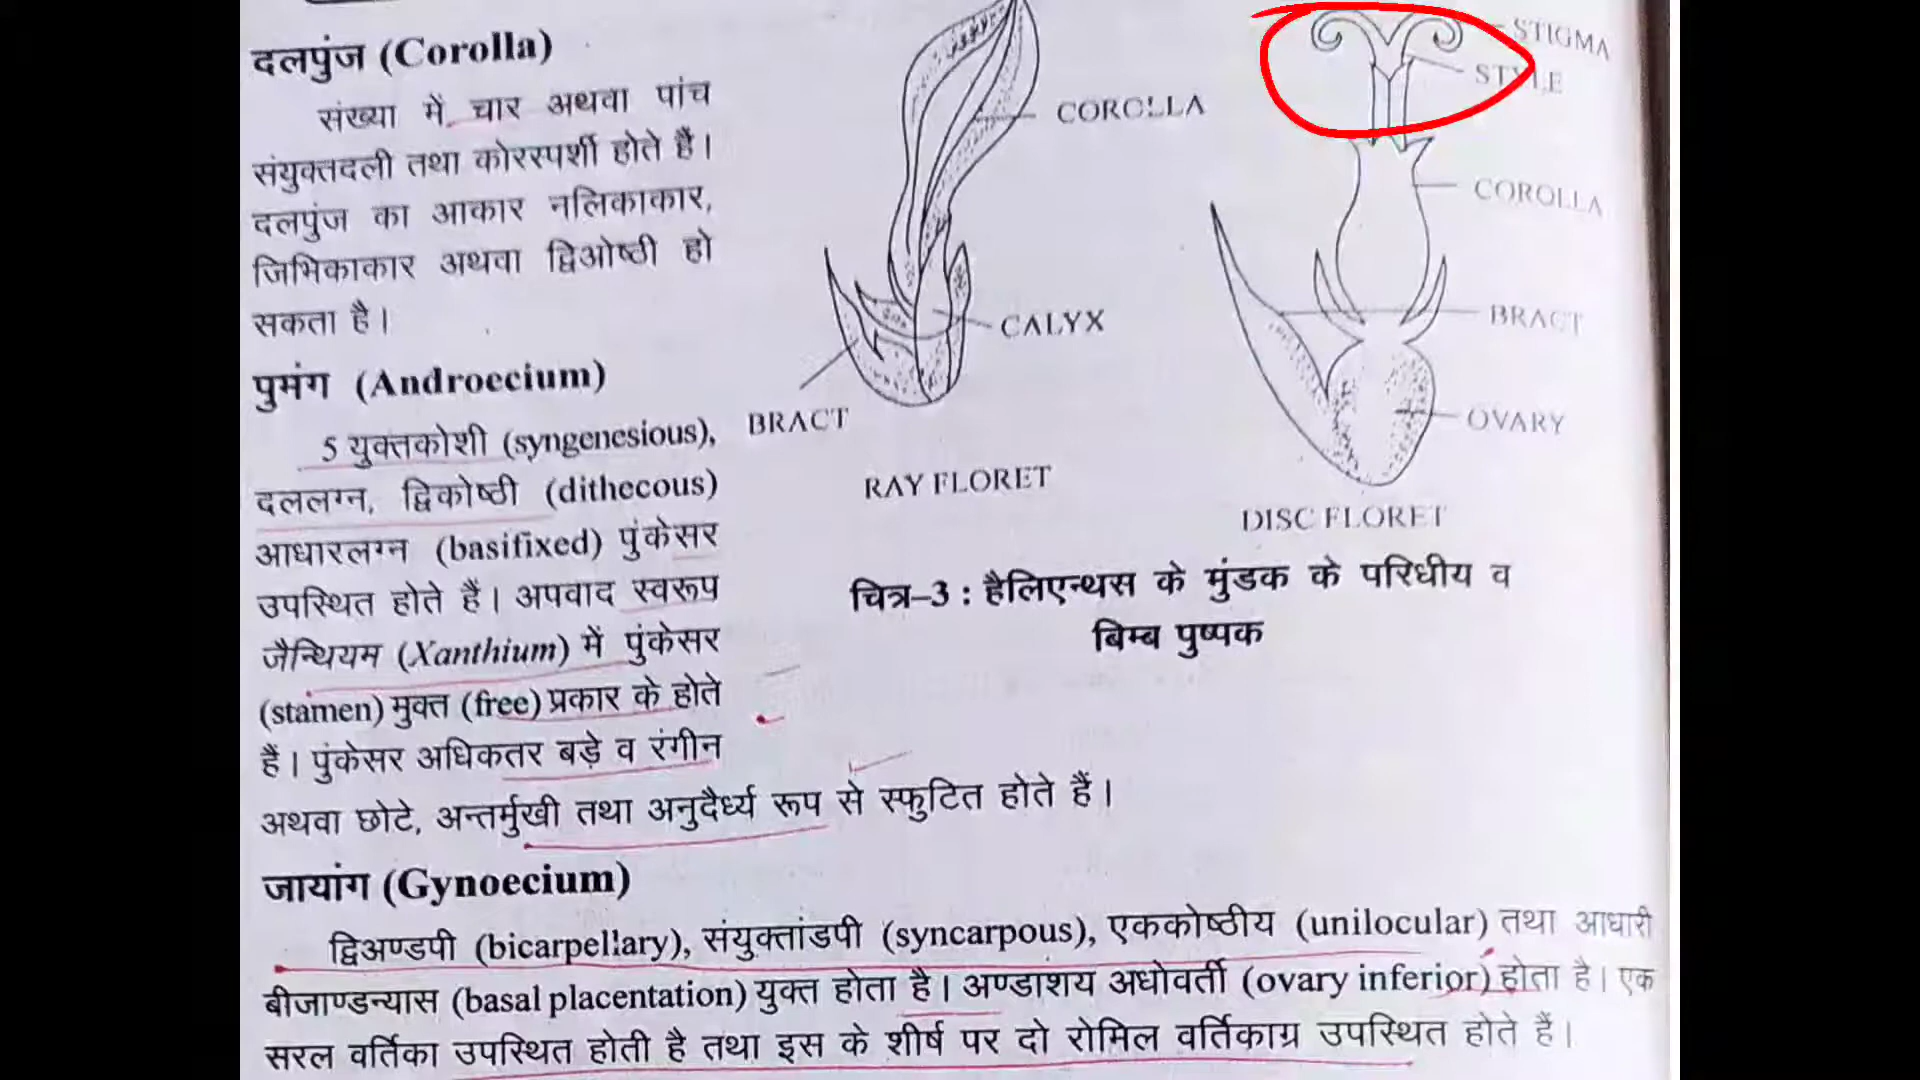 दलपुंज (Corolla)
संख्या में चार अथवा पांच
संयुक्तदली तथा कोरस्पर्शी होते हैं।
दलपुंज का आकार नलिकाकार,
जिभिकाकार अथवा द्विओष्ठी हो
सकता है।
पुमंग (Androecium)
5 युक्तकोशी (syngenesious),
दललग्न, द्विकोष्ठी (dithecous)
आधारलग्न (basifixed) पुंकेसर
उपस्थित होते हैं। अपवाद स्वरूप
जैन्थियम (Xanthium) में पुंकेसर
(stamen) मुक्त (free) प्रकार के होते
हैं। पुंकेसर अधिकतर बड़े व रंगीन
अथवा छोटे, अन्तर्मुखी तथा अनुदैर्ध्य रूप से स्फुटित होते हैं।
COROLLA
CALYX
BRACT
RAY FLORET
STIGMA
STYLE
COROLLA
BRACT
OVARY
DISC FLORET
चित्र–3 : हैलिएन्थस के मुंडक के परिधीय व
बिम्ब पुष्पक
जायांग (Gynoecium)
द्विअण्डपी (bicarpellary), संयुक्तांडपी (syncarpous), एककोष्ठीय (unilocular) तथा आधारी
बीजाण्डन्यास (basal placentation) युक्त होता है। अण्डाशय अधोवर्ती (ovary inferior) होता है। एक
सरल वर्तिका उपस्थित होती है तथा इस के शीर्ष पर दो रोमिल वर्तिकाग्र उपस्थित होते हैं।